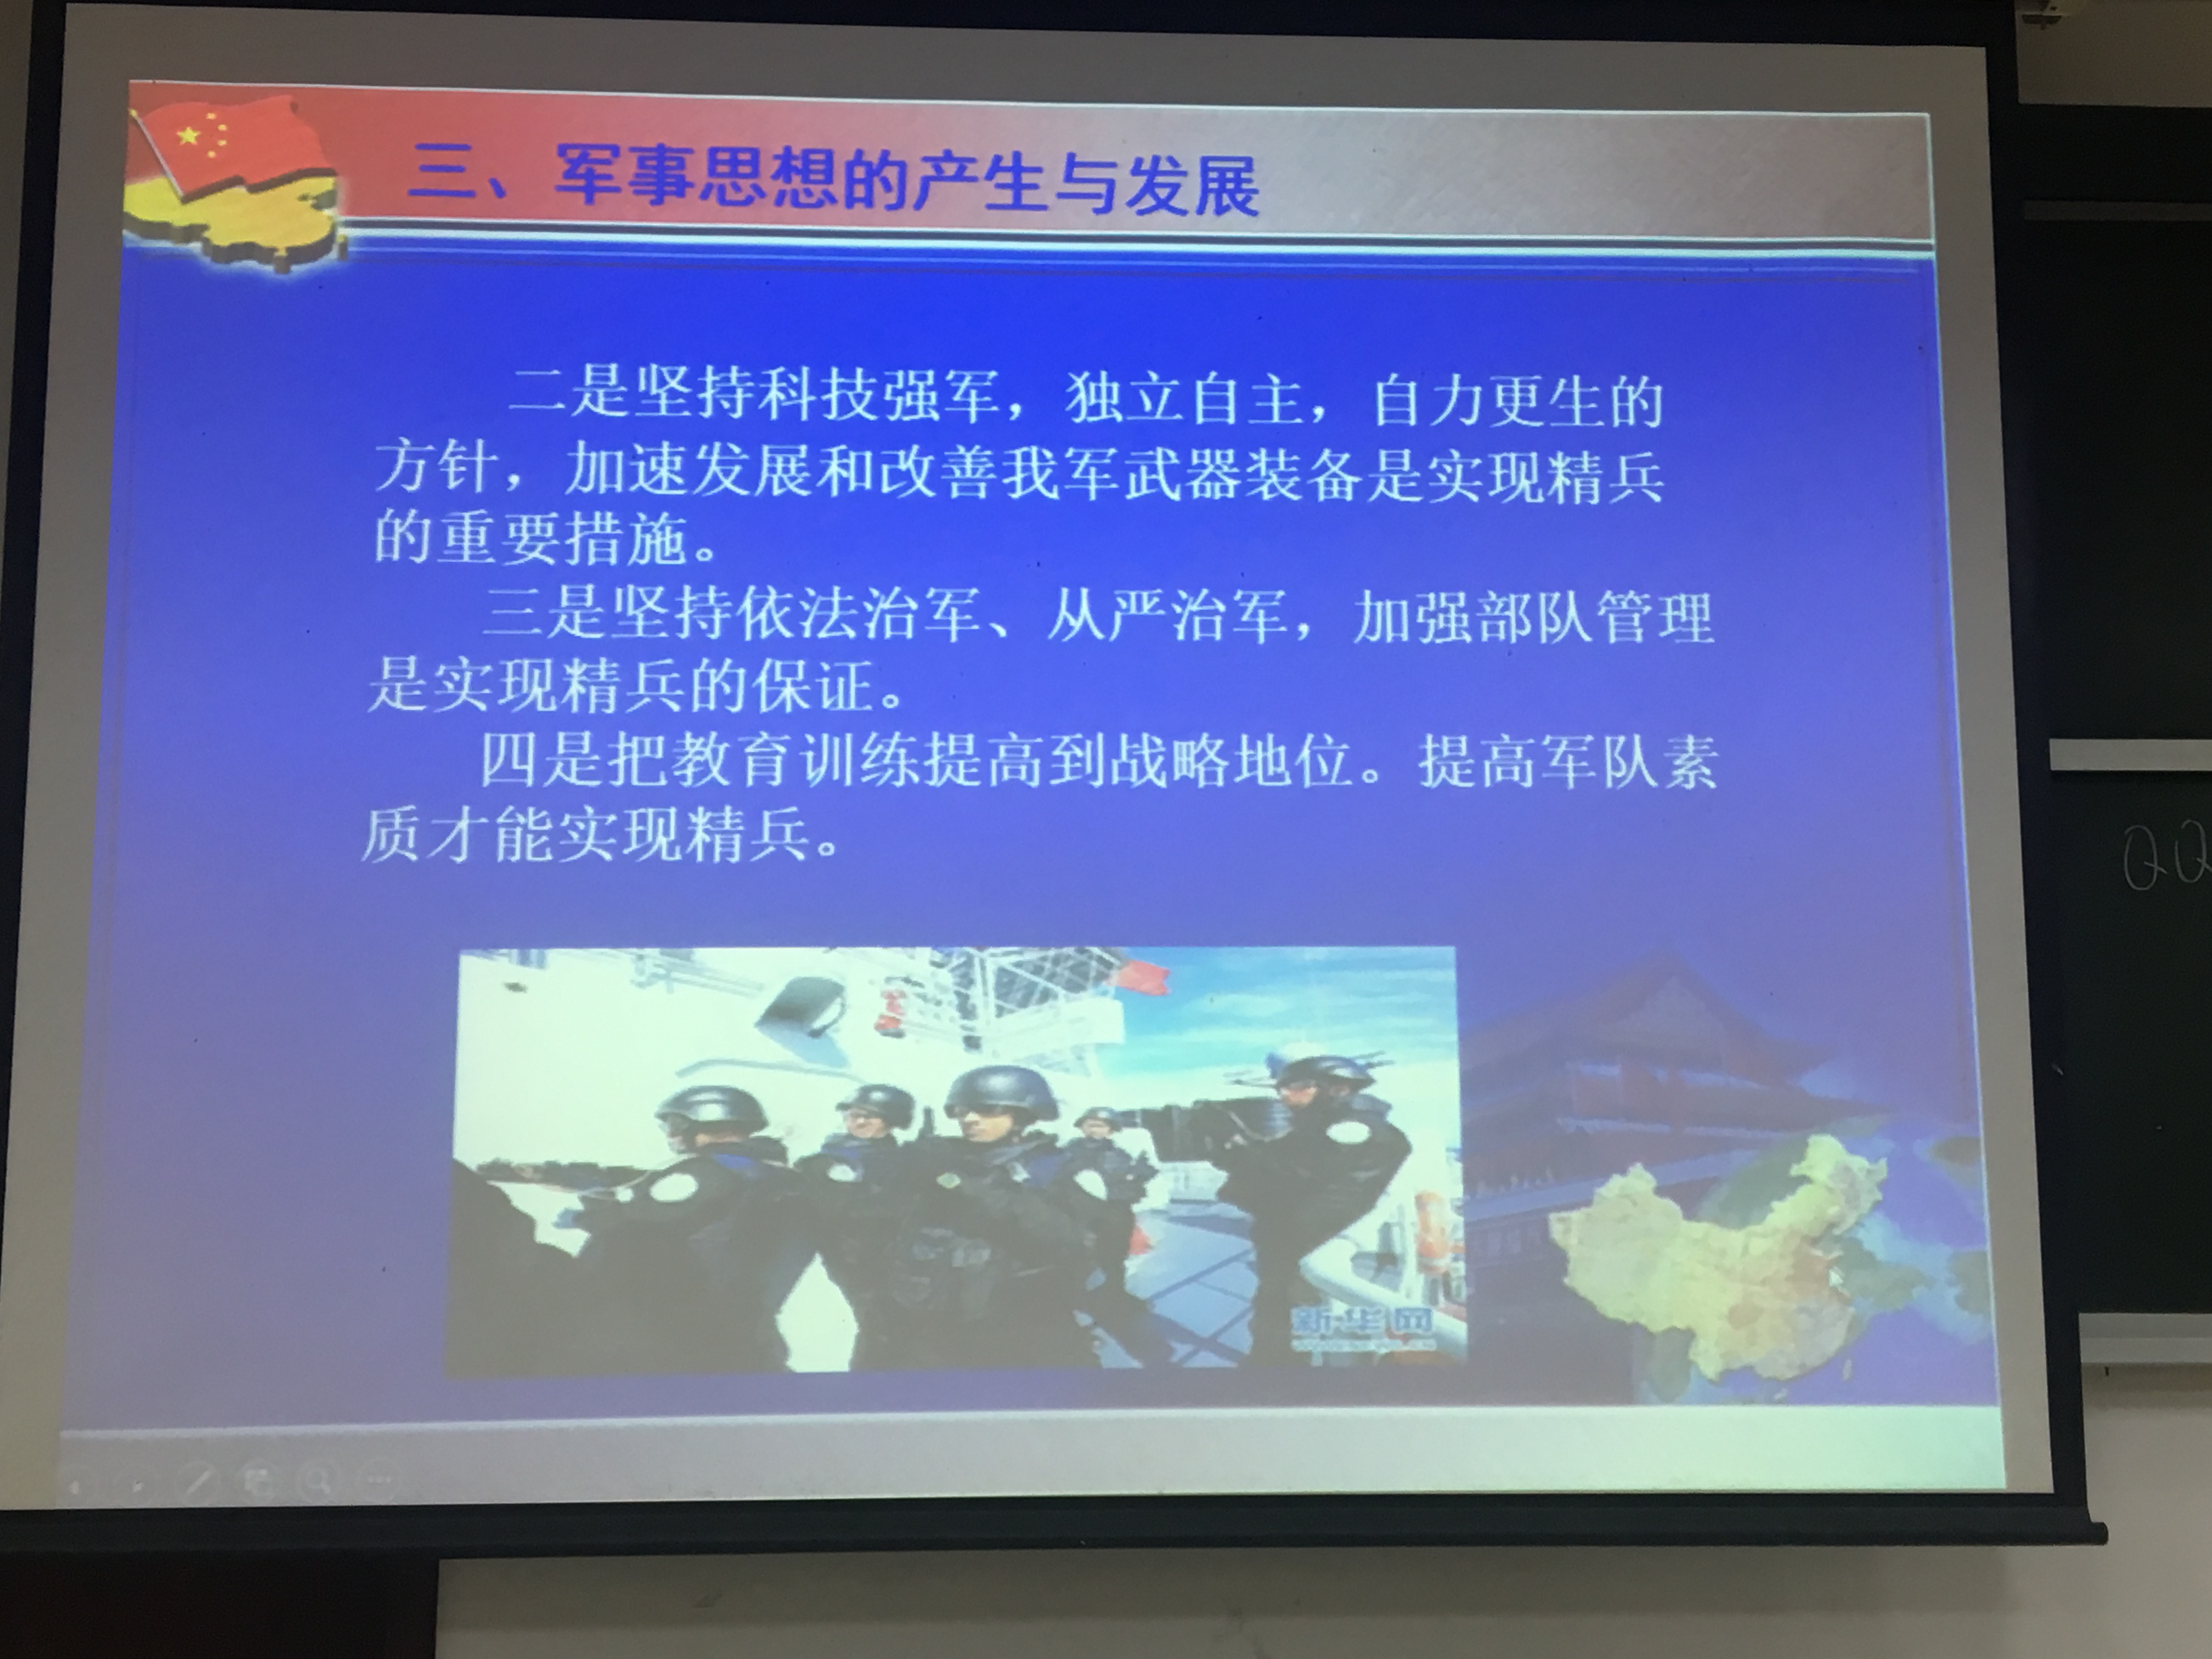 三、军事思想的产生与发展
二是坚持科技强军，独立自主，自力更生的
方针，加速发展和改善我军武器装备是实现精兵
的重要措施。
三是坚持依法治军、从严治军，加强部队管理
是实现精兵的保证。
四是把教育训练提高到战略地位。提高军队素
质才能实现精兵。
新华网
QQ